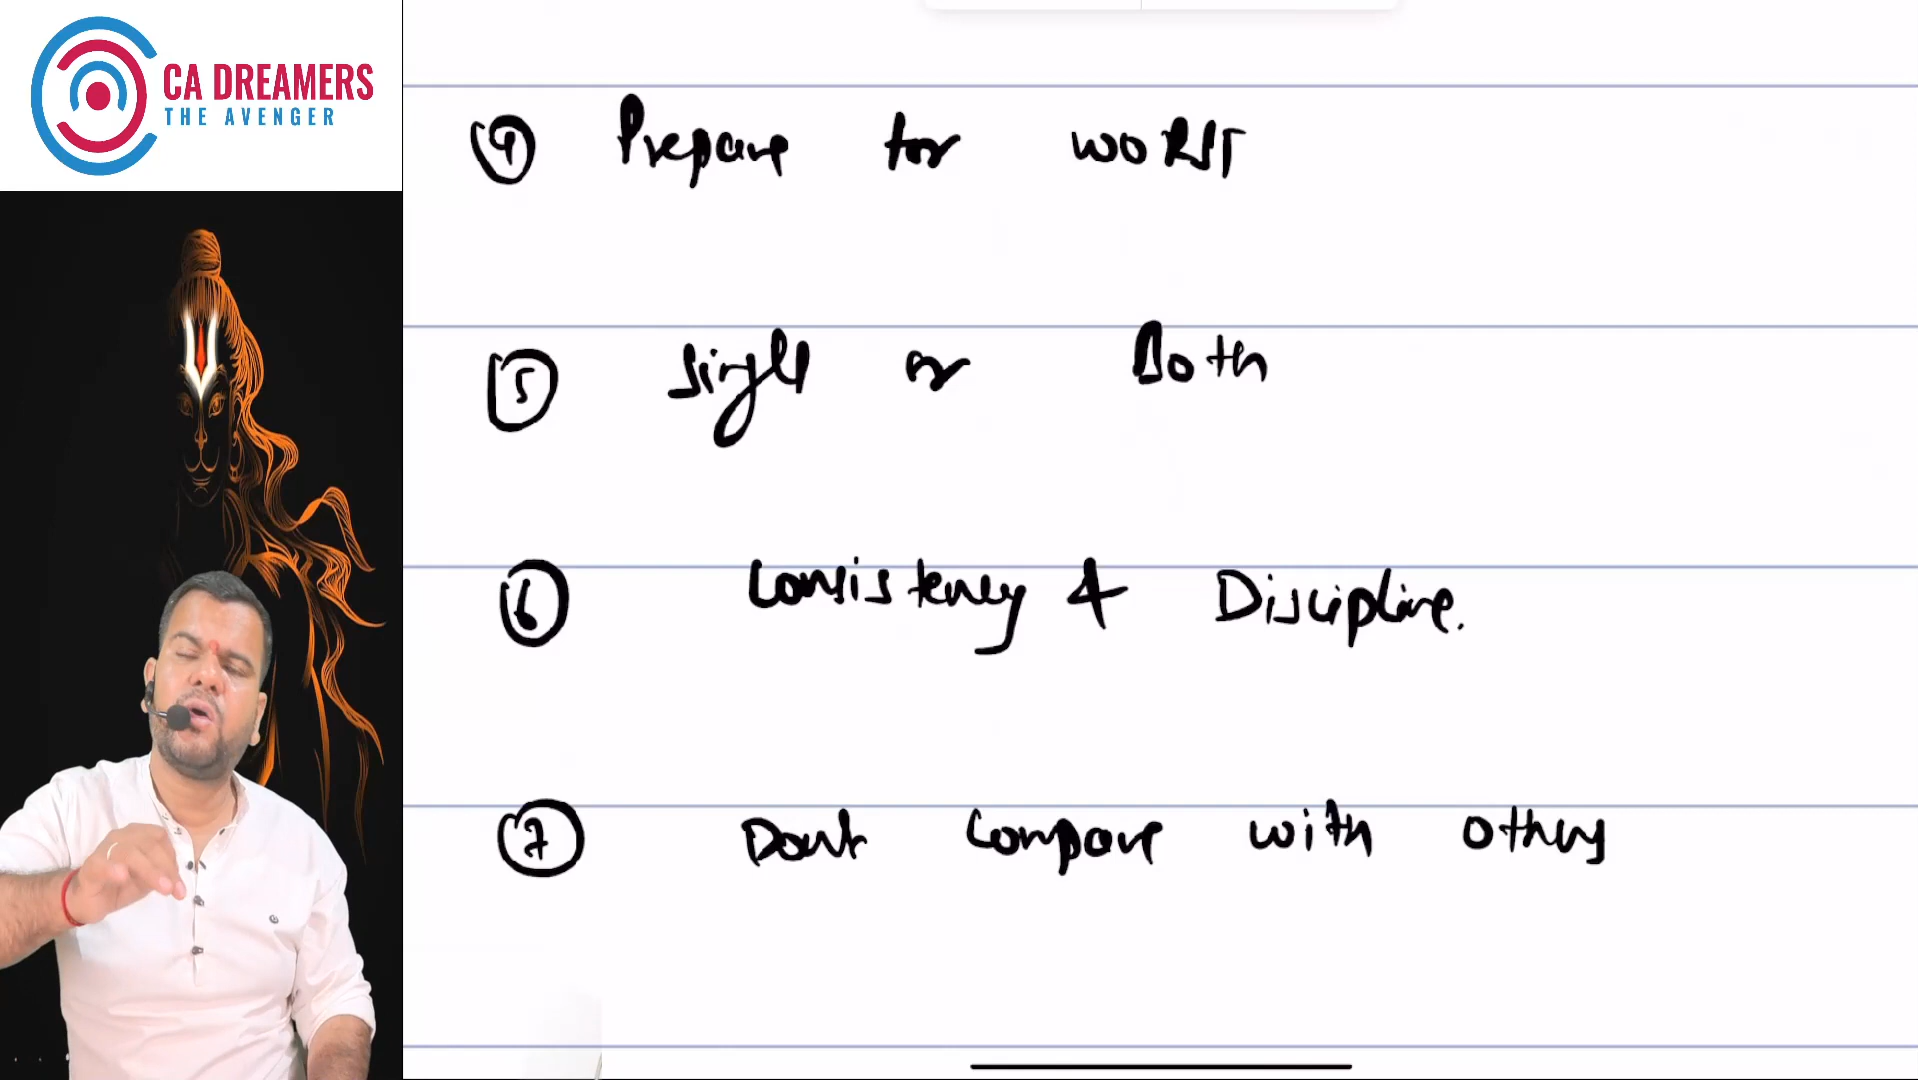 CA DREAMERS
THE AVENGER
④ Prepare for WORST
⑤ Single or Both
⑥ Consistency & Discipline.
⑦ Dont Compare with others